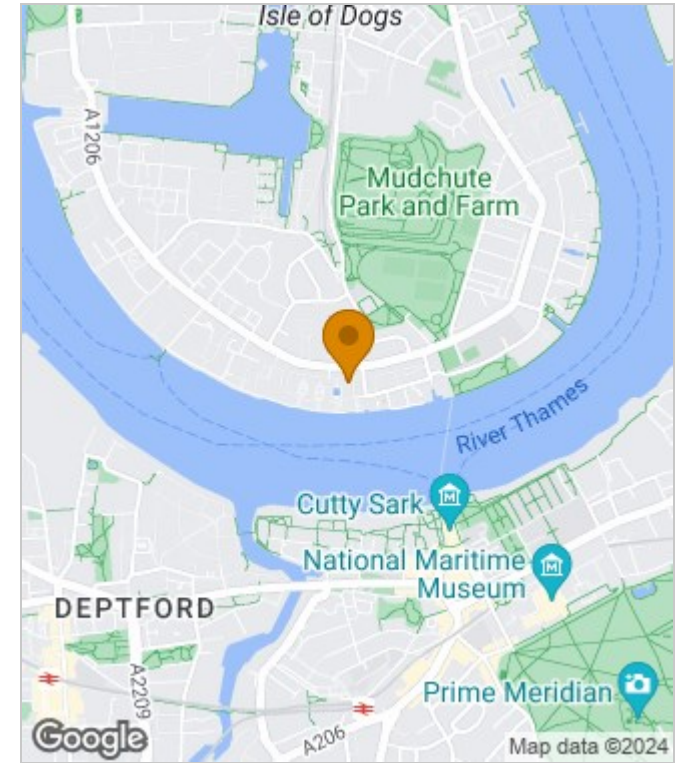 Isle of Dogs
A1206
Mudchute
Park and Farm
River Thames
Cutty Sark
National Maritime
Museum
DEPTFORD
A2209
Prime Meridian
A206
Google
Map data ©2024